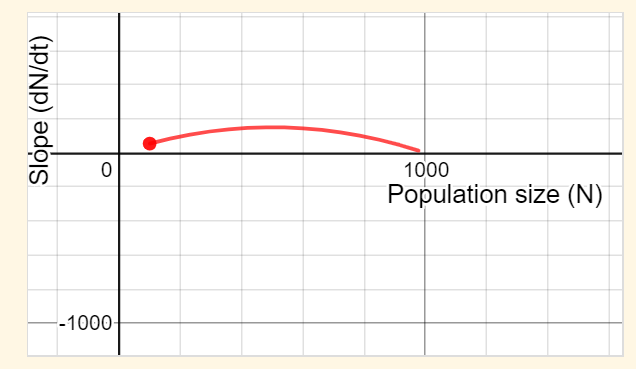 Slope (dN/dt)
0
1000
Population size (N)
-1000